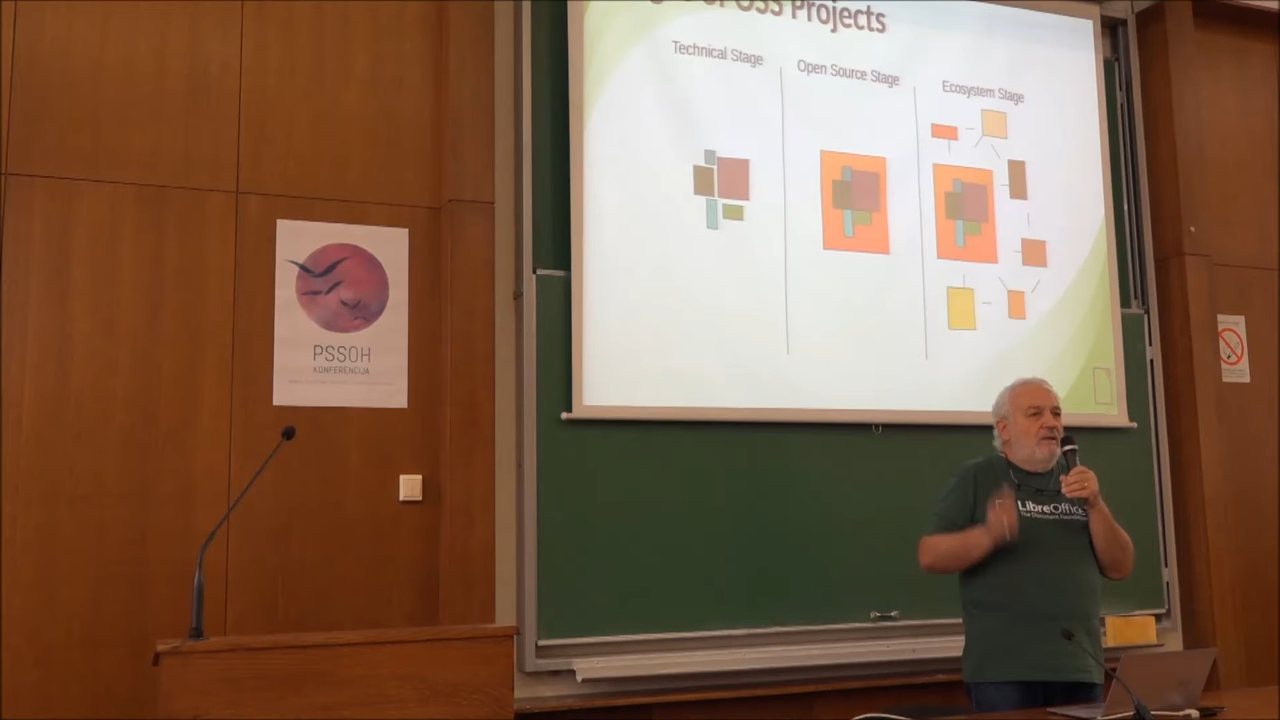 OSS Projects
Technical Stage
Open Source Stage
Ecosystem Stage
PSSOH
KONFERENCIJA
LibreOffice
The Document Foundation